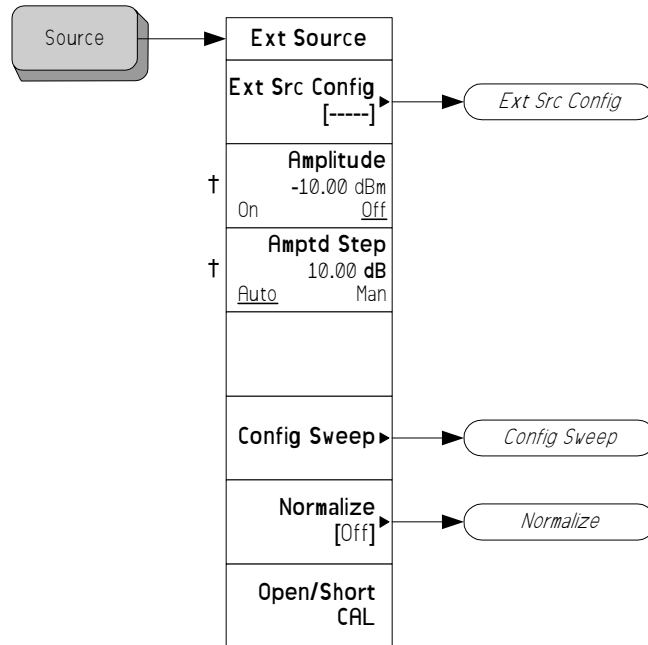 Source
Ext Source
Ext Src Config
[-----]
Ext Src Config
Amplitude
† -10.00 dBm
On Off
Amptd Step
† 10.00 dB
Auto Man
Config Sweep
Config Sweep
Normalize
[Off]
Normalize
Open/Short
CAL